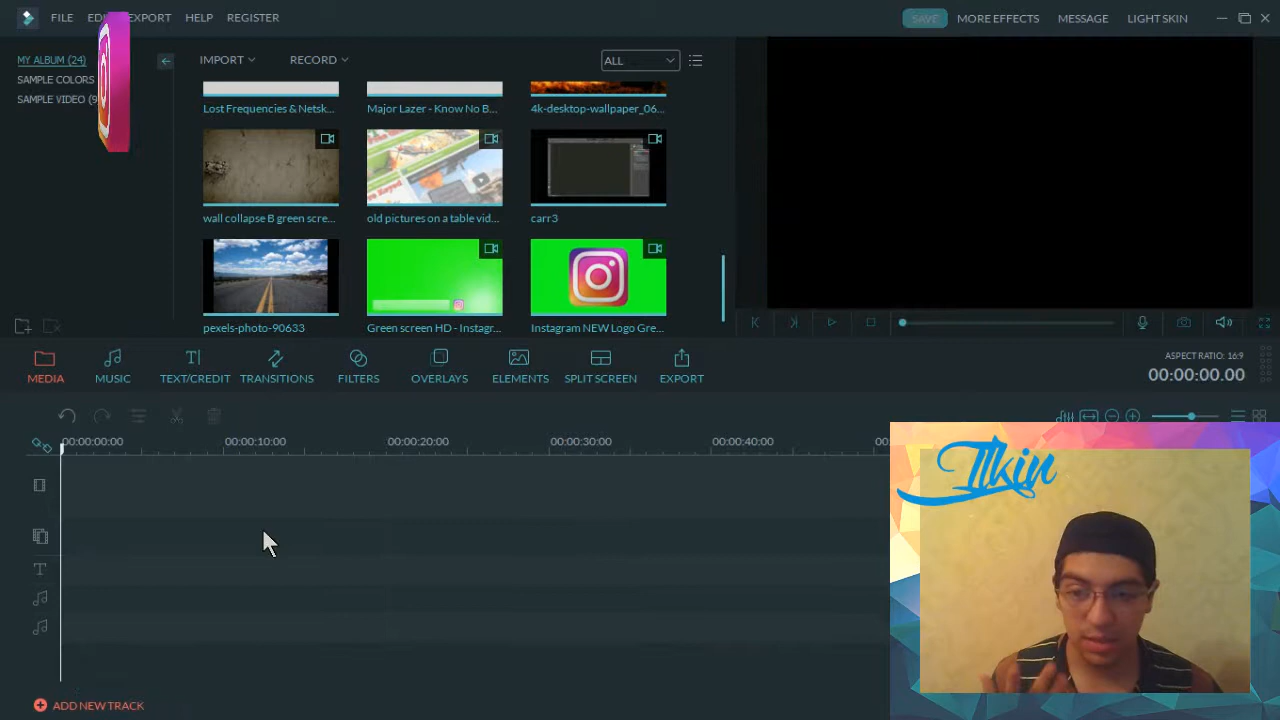 FILE EXPORT HELP REGISTER SAVE MORE EFFECTS MESSAGE LIGHT SKIN
MY ALBUM (24) IMPORT RECORD ALL
SAMPLE COLORS
SAMPLE VIDEO (9
Lost Frequencies & Netsk... Major Lazer - Know No B... 4k-desktop-wallpaper_06...
wall collapse B green scre... old pictures on a table vid... carr3
pexels-photo-90633 Green screen HD - Instagr... Instagram NEW Logo Gre...
MEDIA MUSIC TEXT/CREDIT TRANSITIONS FILTERS OVERLAYS ELEMENTS SPLIT SCREEN EXPORT
ASPECT RATIO: 16:9
00:00:00.00
00:00:00:00 00:00:10:00 00:00:20:00 00:00:30:00 00:00:40:00
Ilkin
ADD NEW TRACK